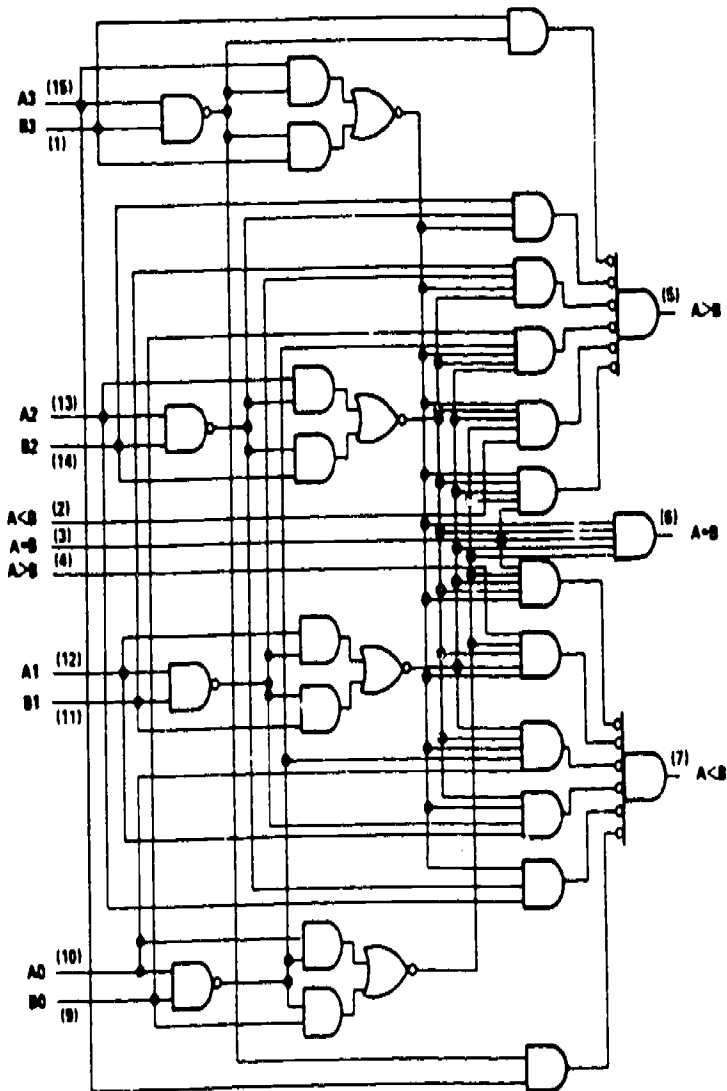 A3 (15)
B3 (1)
(5) A>B
A2 (13)
B2 (14)
A<B (2)
A=B (3)
A>B (4)
(6) A=B
A1 (12)
B1 (11)
(7) A<B
A0 (10)
B0 (9)